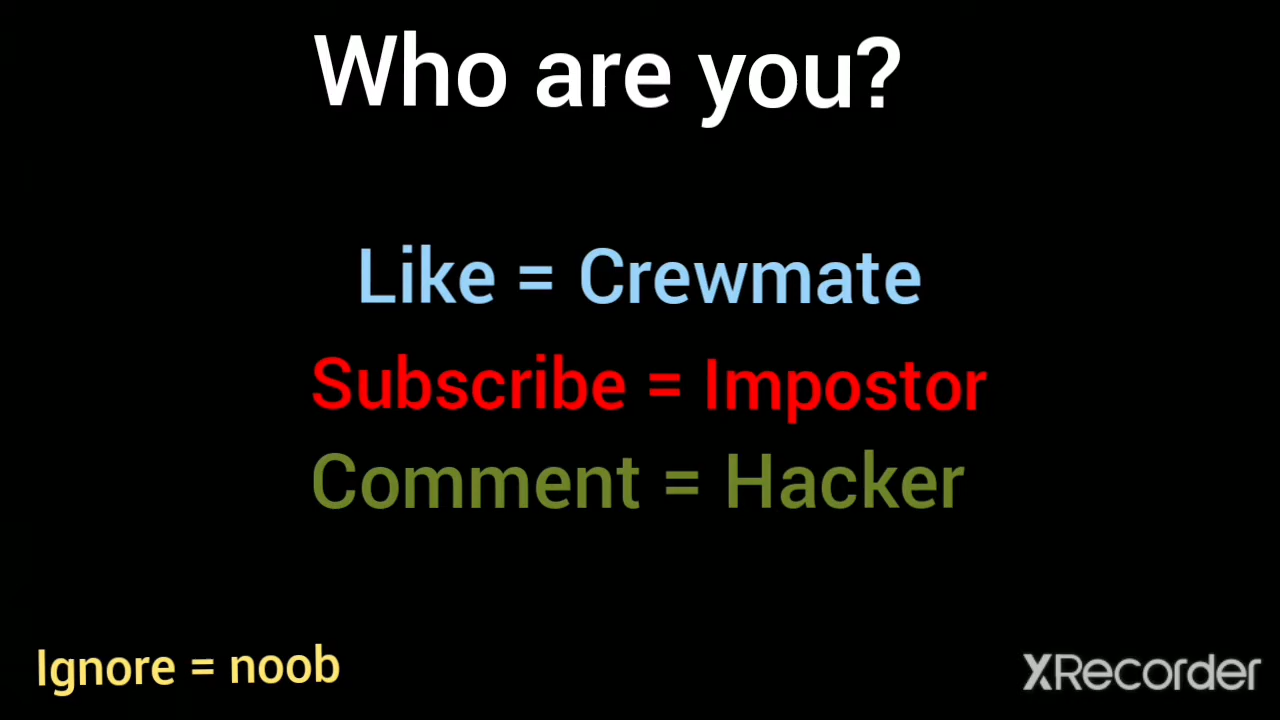 Who are you?
Like = Crewmate
Subscribe = Impostor
Comment = Hacker
Ignore = noob
XRecorder